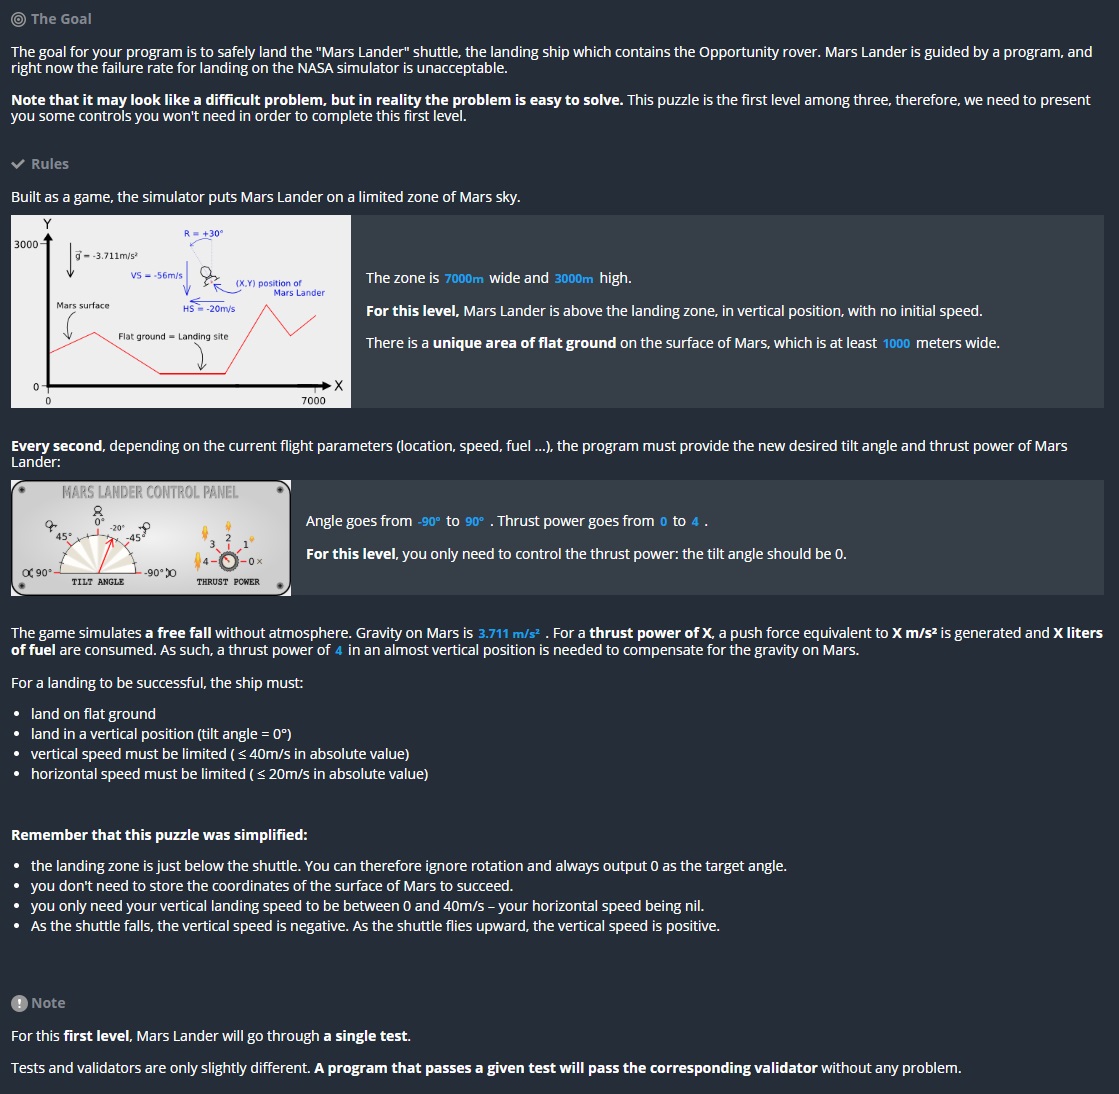 The Goal
The goal for your program is to safely land the "Mars Lander" shuttle, the landing ship which contains the Opportunity rover. Mars Lander is guided by a program, and
right now the failure rate for landing on the NASA simulator is unacceptable.
Note that it may look like a difficult problem, but in reality the problem is easy to solve. This puzzle is the first level among three, therefore, we need to present
you some controls you won't need in order to complete this first level.
Rules
Built as a game, the simulator puts Mars Lander on a limited zone of Mars sky.
Y
3000
g = -3.711m/s²
R = +30°
VS = -56m/s
(X,Y) position of
Mars Lander
HS = -20m/s
Mars surface
Flat ground = Landing site
0
X
0
7000
The zone is 7000m wide and 3000m high.
For this level, Mars Lander is above the landing zone, in vertical position, with no initial speed.
There is a unique area of flat ground on the surface of Mars, which is at least 1000 meters wide.
Every second, depending on the current flight parameters (location, speed, fuel ...), the program must provide the new desired tilt angle and thrust power of Mars
Lander:
MARS LANDER CONTROL PANEL
0°
-20°
45°
-45°
90°
-90°
TILT ANGLE
2
3
1
4
0
THRUST POWER
Angle goes from -90° to 90° . Thrust power goes from 0 to 4 .
For this level, you only need to control the thrust power: the tilt angle should be 0.
The game simulates a free fall without atmosphere. Gravity on Mars is 3.711 m/s² . For a thrust power of X, a push force equivalent to X m/s² is generated and X liters
of fuel are consumed. As such, a thrust power of 4 in an almost vertical position is needed to compensate for the gravity on Mars.
For a landing to be successful, the ship must:
• land on flat ground
• land in a vertical position (tilt angle = 0°)
• vertical speed must be limited ( ≤ 40m/s in absolute value)
• horizontal speed must be limited ( ≤ 20m/s in absolute value)
Remember that this puzzle was simplified:
• the landing zone is just below the shuttle. You can therefore ignore rotation and always output 0 as the target angle.
• you don't need to store the coordinates of the surface of Mars to succeed.
• you only need your vertical landing speed to be between 0 and 40m/s – your horizontal speed being nil.
• As the shuttle falls, the vertical speed is negative. As the shuttle flies upward, the vertical speed is positive.
Note
For this first level, Mars Lander will go through a single test.
Tests and validators are only slightly different. A program that passes a given test will pass the corresponding validator without any problem.